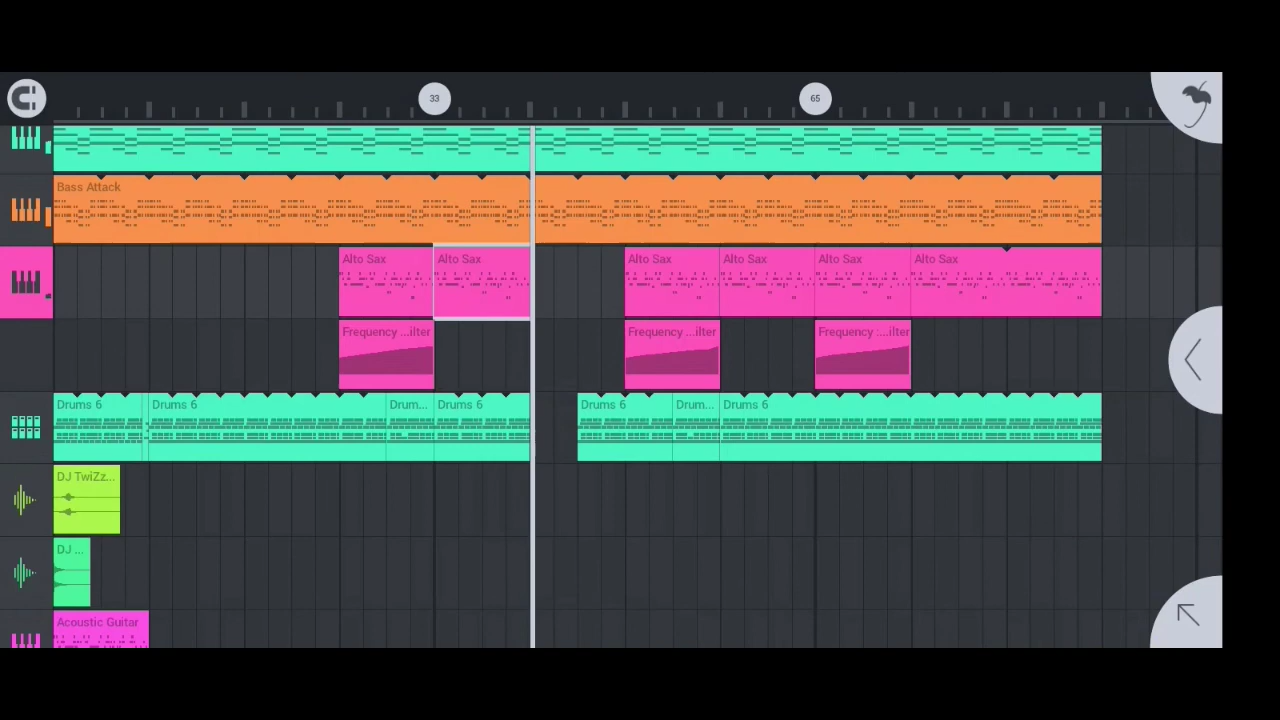 33
65
Bass Attack
Alto Sax
Alto Sax
Alto Sax
Alto Sax
Alto Sax
Alto Sax
Frequency ...ilter
Frequency ...ilter
Frequency ....ilter
Drums 6
Drums 6
Drum...
Drums 6
Drums 6
Drum...
Drums 6
DJ TwiZz...
DJ ...
Acoustic Guitar